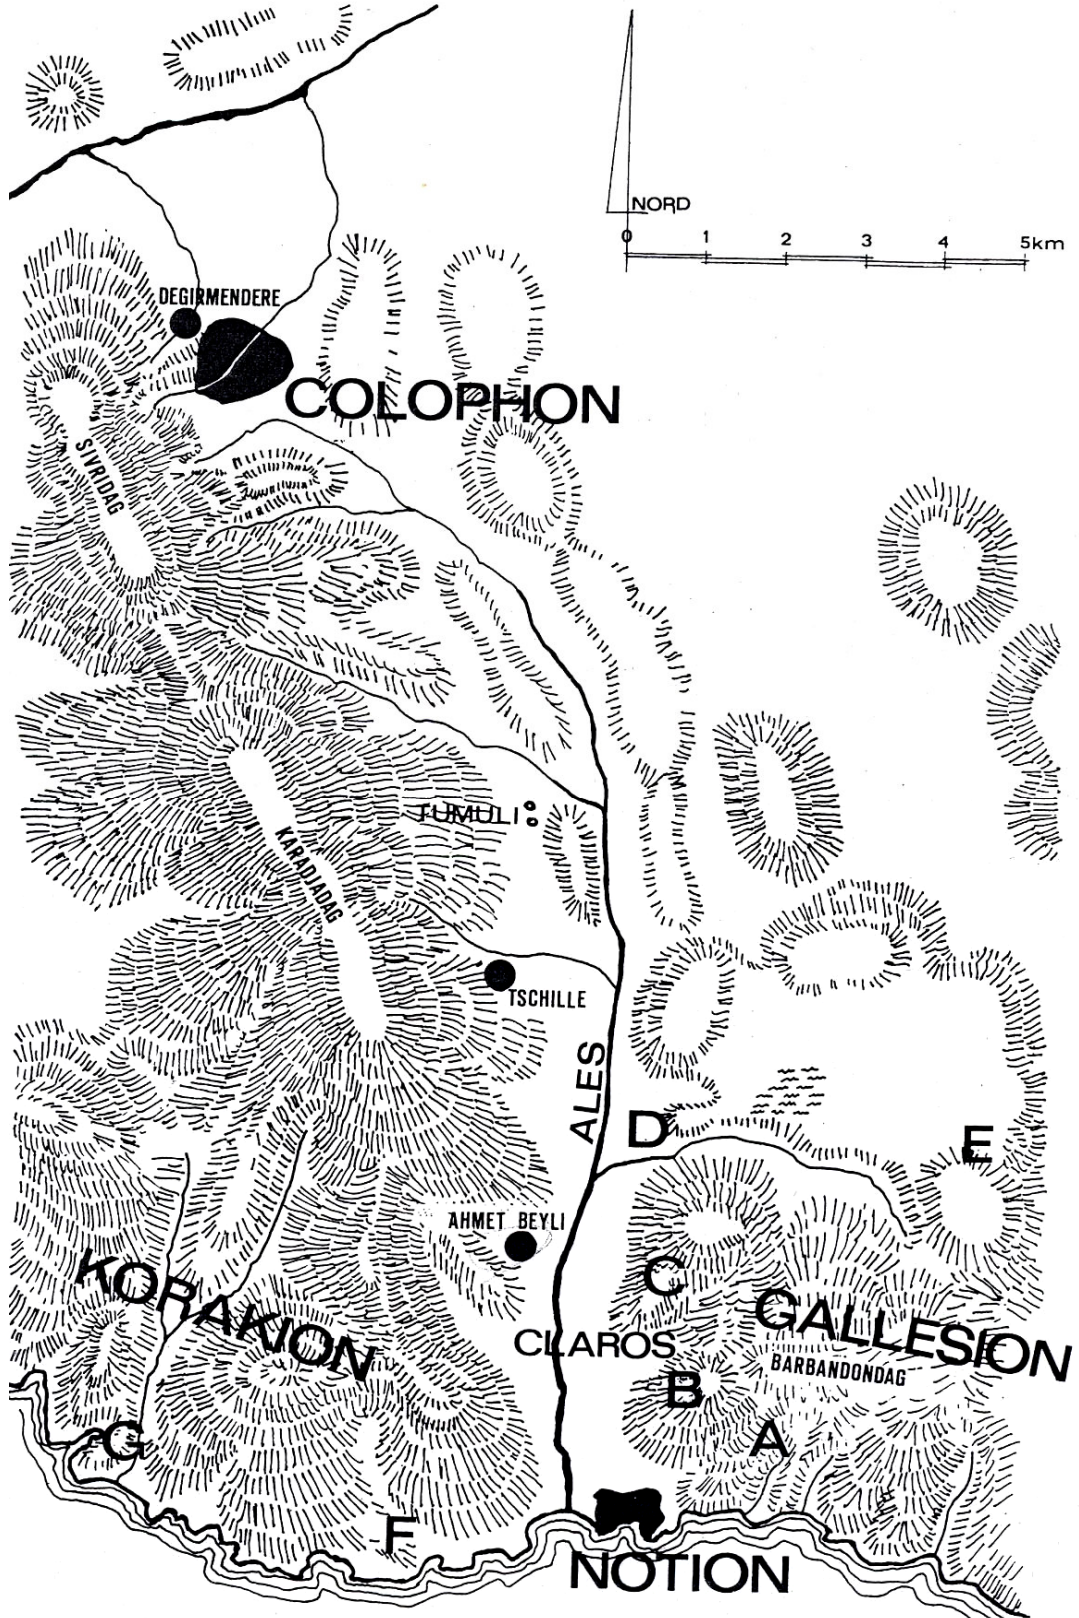 NORD
0 1 2 3 4 5km
DEGIRMENDERE
COLOPHON
SIVRIDAG
TUMULI
KARADJADAG
TSCHILLE
ALES
D
E
AHMET BEYLI
KORAKION
C
GALLESION
CLAROS
BARBANDONDAG
B
A
G
F
NOTION